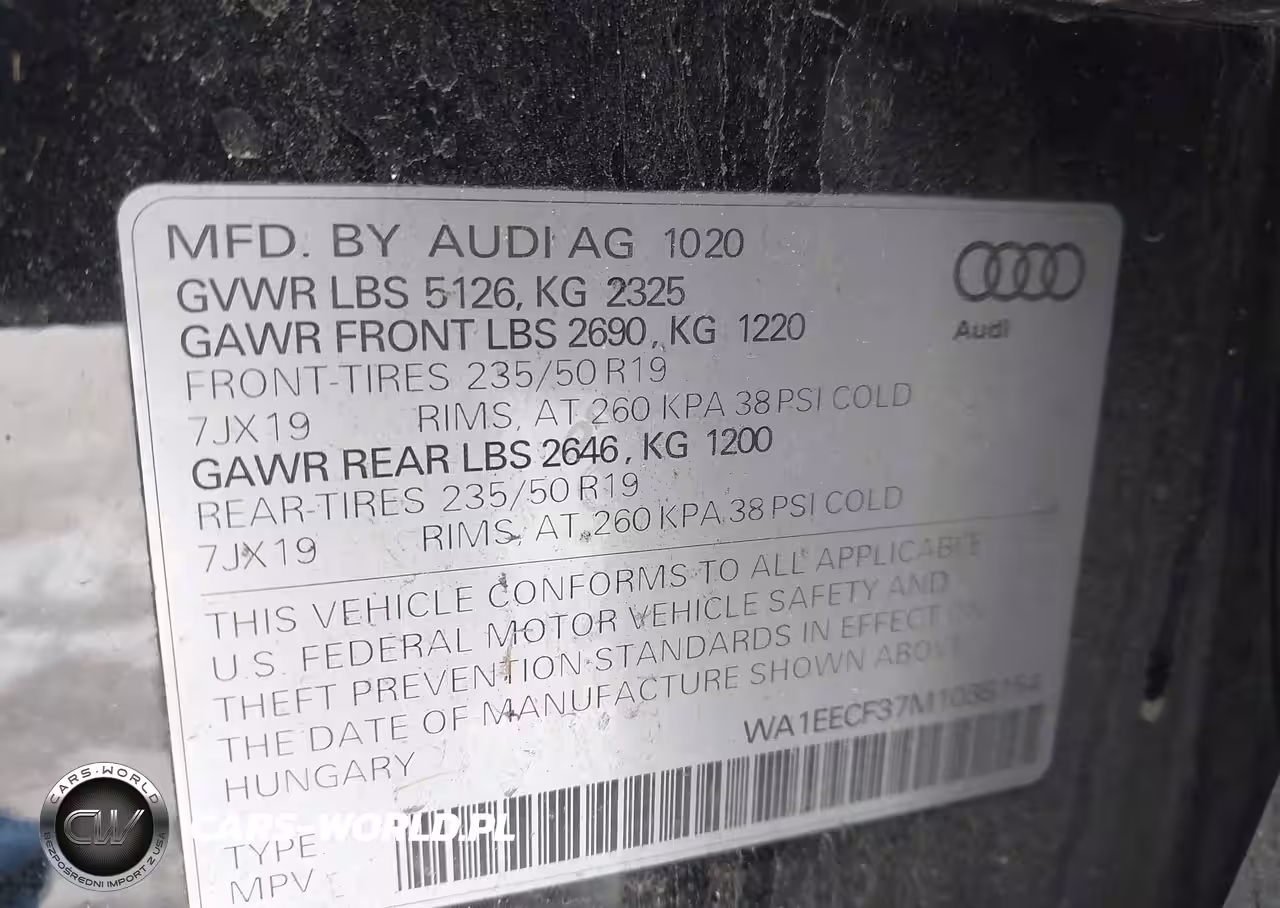 MFD. BY AUDI AG 1020
GVWR LBS 5126, KG 2325
GAWR FRONT LBS 2690, KG 1220
FRONT-TIRES 235/50 R19
7JX19 RIMS, AT 260 KPA 38 PSI COLD
GAWR REAR LBS 2646, KG 1200
REAR-TIRES 235/50 R19
7JX19 RIMS, AT 260 KPA 38 PSI COLD
Audi
THIS VEHICLE CONFORMS TO ALL APPLICABLE
U.S. FEDERAL MOTOR VEHICLE SAFETY AND
THEFT PREVENTION STANDARDS IN EFFECT ON
THE DATE OF MANUFACTURE SHOWN ABOVE
HUNGARY
TYPE
MPV
CARS-WORLD
CW
BEZPOŚREDNI IMPORT Z USA
CARS-WORLD.PL